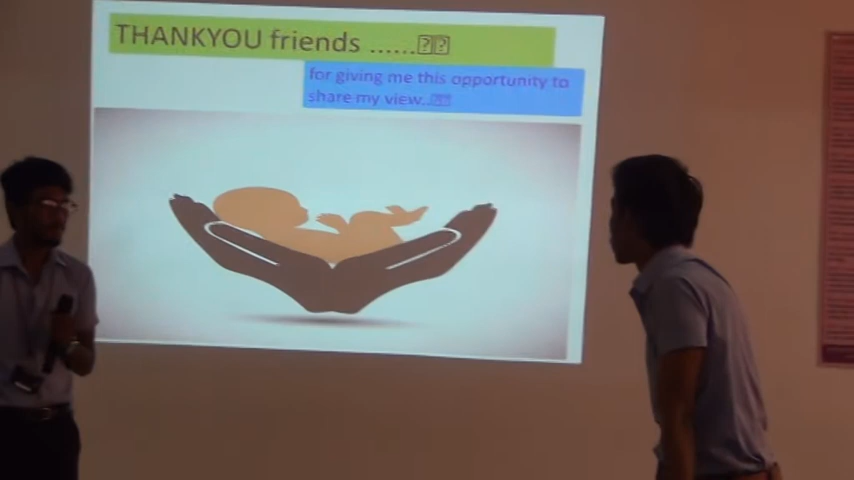 THANKYOU friends ......
for giving me this opportunity to
share my view..